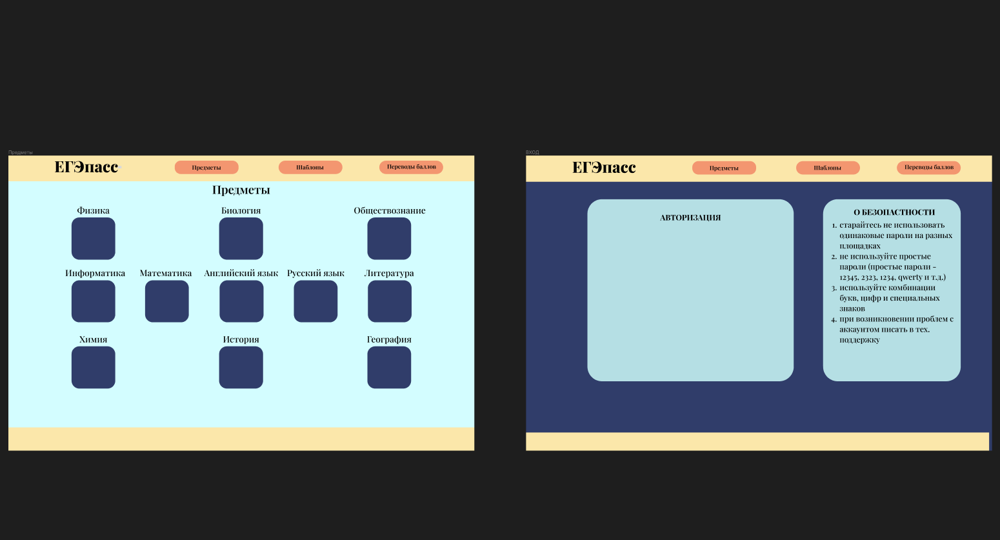 Предметы
ЕГЭпасс
Предметы
Шаблоны
Переводы баллов
Предметы
Физика
Биология
Обществознание
Информатика
Математика
Английский язык
Русский язык
Литература
Химия
История
География
ВХОД
ЕГЭпасс
Предметы
Шаблоны
Переводы баллов
АВТОРИЗАЦИЯ
О БЕЗОПАСТНОСТИ
1. старайтесь не использовать
одинаковые пароли на разных
площадках
2. не используйте простые
пароли (простые пароли -
12345, 2323, 1234, qwerty и т.д.)
3. используйте комбинации
букв, цифр и специальных
знаков
4. при возникновении проблем с
аккаунтом писать в тех.
поддержку